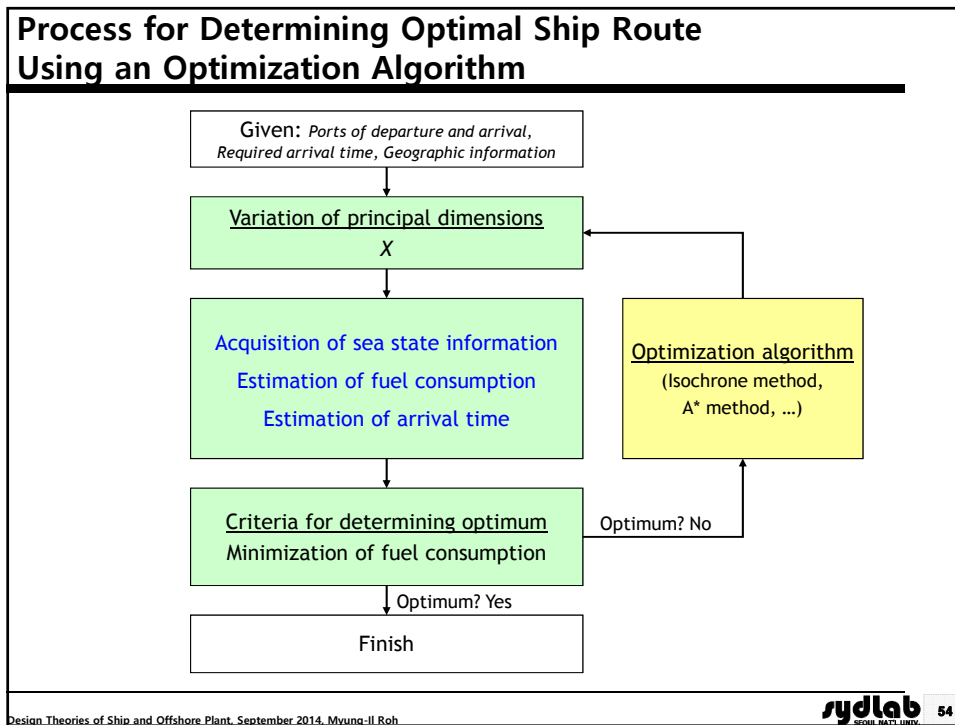 Process for Determining Optimal Ship Route
Using an Optimization Algorithm
Given: Ports of departure and arrival,
Required arrival time, Geographic information
Variation of principal dimensions
X
Acquisition of sea state information
Estimation of fuel consumption
Estimation of arrival time
Optimization algorithm
(Isochrone method,
A* method, ...)
Criteria for determining optimum
Minimization of fuel consumption
Optimum? No
Optimum? Yes
Finish
Design Theories of Ship and Offshore Plant, September 2014, Myung-Il Roh
sydlab
SEOUL NAT'L UNIV.
54